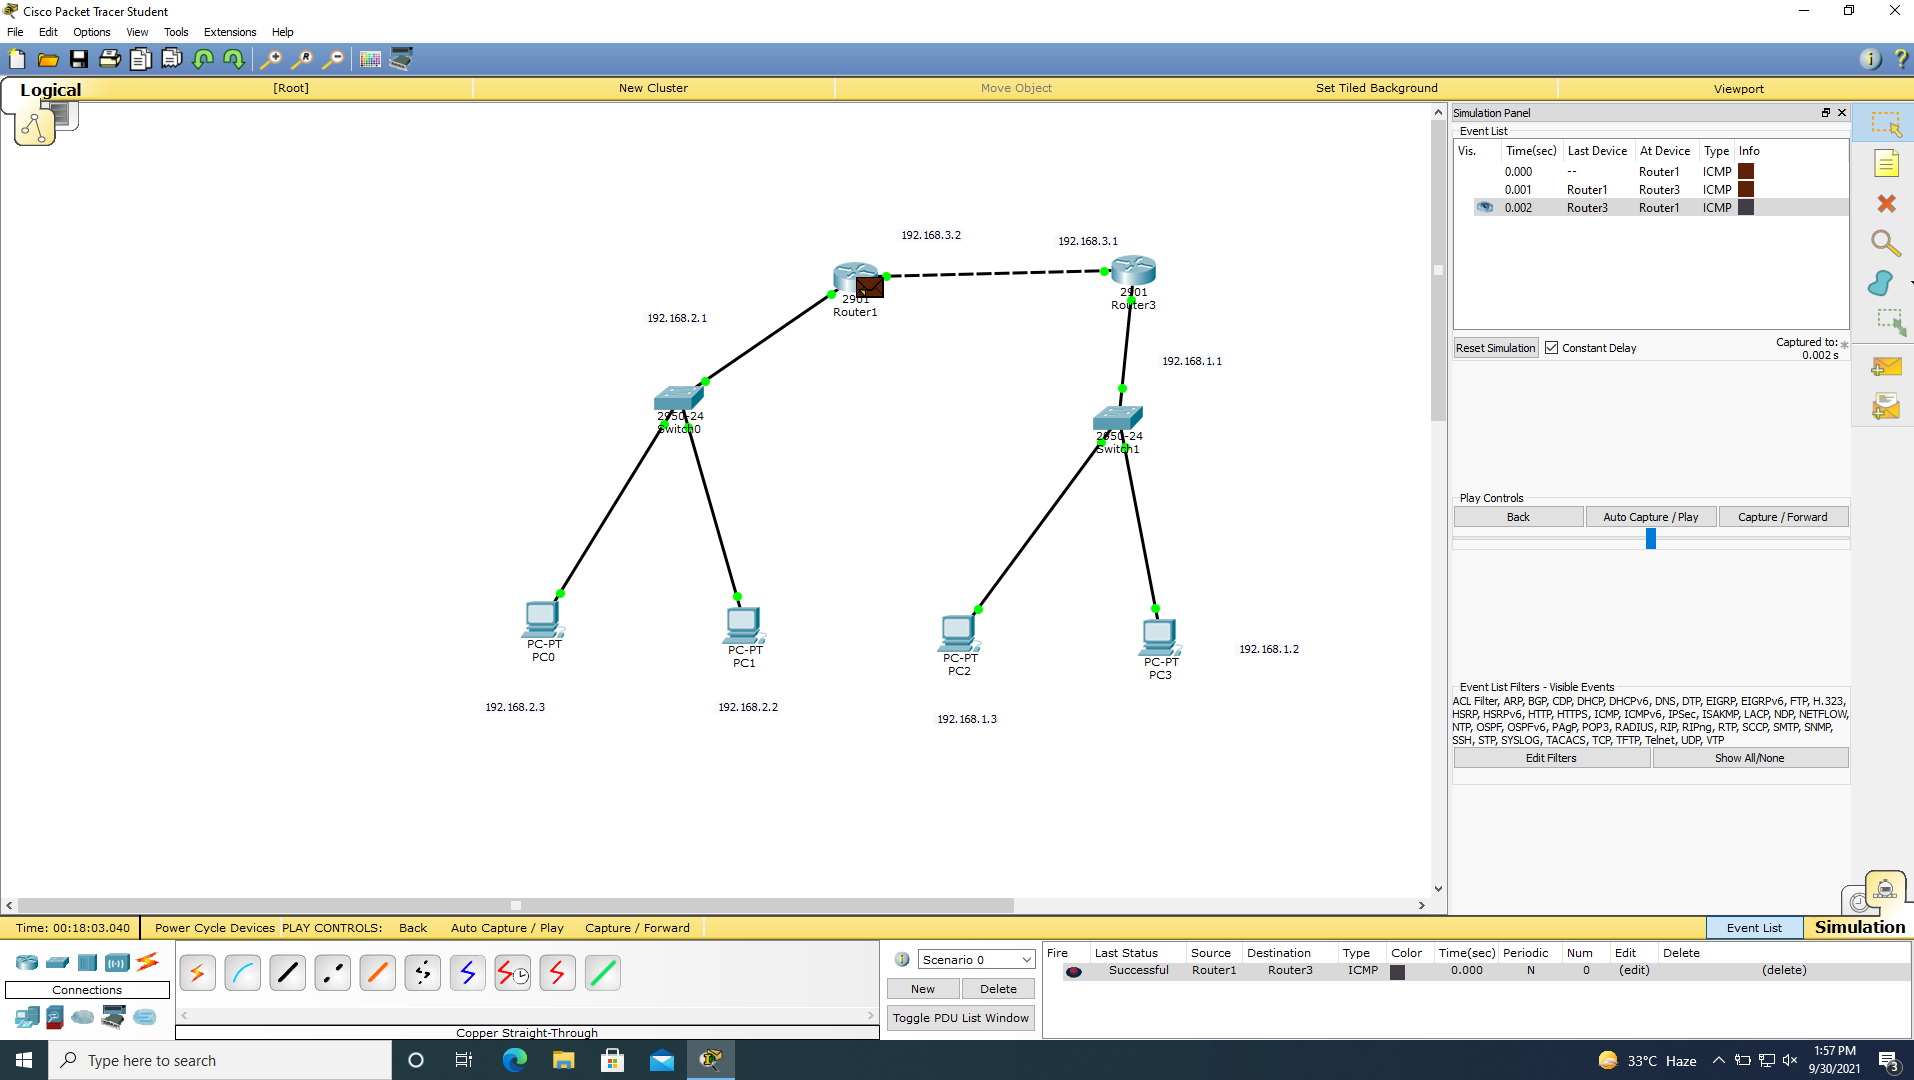 Cisco Packet Tracer Student
File Edit Options View Tools Extensions Help
Logical [Root] New Cluster Move Object Set Tiled Background Viewport
Simulation Panel
Event List
Vis. Time(sec) Last Device At Device Type Info
0.000 -- Router1 ICMP
0.001 Router1 Router3 ICMP
0.002 Router3 Router1 ICMP
Reset Simulation Constant Delay Captured to: *
0.002 s
192.168.3.2
192.168.3.1
2901
Router1
2901
Router3
192.168.2.1
192.168.1.1
2950-24
Switch0
2950-24
Switch1
PC-PT
PC0
PC-PT
PC1
PC-PT
PC2
PC-PT
PC3
192.168.1.2
192.168.2.3
192.168.2.2
192.168.1.3
Play Controls
Back Auto Capture / Play Capture / Forward
Event List Filters - Visible Events
ACL Filter, ARP, BGP, CDP, DHCP, DHCPv6, DNS, DTP, EIGRP, EIGRPv6, FTP, H.323,
HSRP, HSRPv6, HTTP, HTTPS, ICMP, ICMPv6, IPSec, ISAKMP, LACP, NDP, NETFLOW,
NTP, OSPF, OSPFv6, PAgP, POP3, RADIUS, RIP, RIPng, RTP, SCCP, SMTP, SNMP,
SSH, STP, SYSLOG, TACACS, TCP, TFTP, Telnet, UDP, VTP
Edit Filters Show All/None
Time: 00:18:03.040 Power Cycle Devices PLAY CONTROLS: Back Auto Capture / Play Capture / Forward Event List Simulation
Connections
Copper Straight-Through
Scenario 0
New Delete
Toggle PDU List Window
Fire Last Status Source Destination Type Color Time(sec) Periodic Num Edit Delete
Successful Router1 Router3 ICMP 0.000 N 0 (edit) (delete)
Type here to search
33°C Haze
1:57 PM
9/30/2021
3